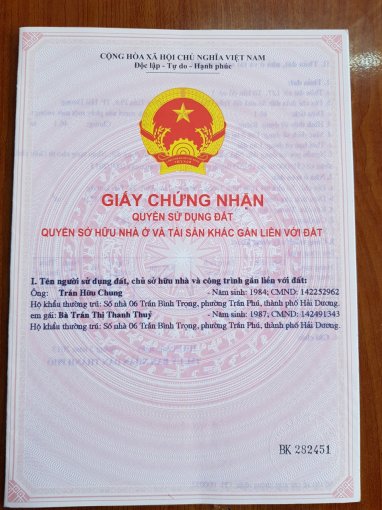 CỘNG HÒA XÃ HỘI CHỦ NGHĨA VIỆT NAM
Độc lập - Tự do - Hạnh phúc
GIẤY CHỨNG NHẬN
QUYỀN SỬ DỤNG ĐẤT
QUYỀN SỞ HỮU NHÀ Ở VÀ TÀI SẢN KHÁC GẮN LIỀN VỚI ĐẤT
I. Tên người sử dụng đất, chủ sở hữu nhà và công trình gắn liền với đất:
Ông: Trần Hữu Chung - Năm sinh: 1984; CMND: 142252962
Hộ khẩu thường trú: Số nhà 06 Trần Bình Trọng, phường Trần Phú, thành phố Hải Dương.
em gái: Bà Trần Thị Thanh Thuỷ - Năm sinh: 1987; CMND: 142491343
Hộ khẩu thường trú: Số nhà 06 Trần Bình Trọng, phường Trần Phú, thành phố Hải Dương.
BK 282451